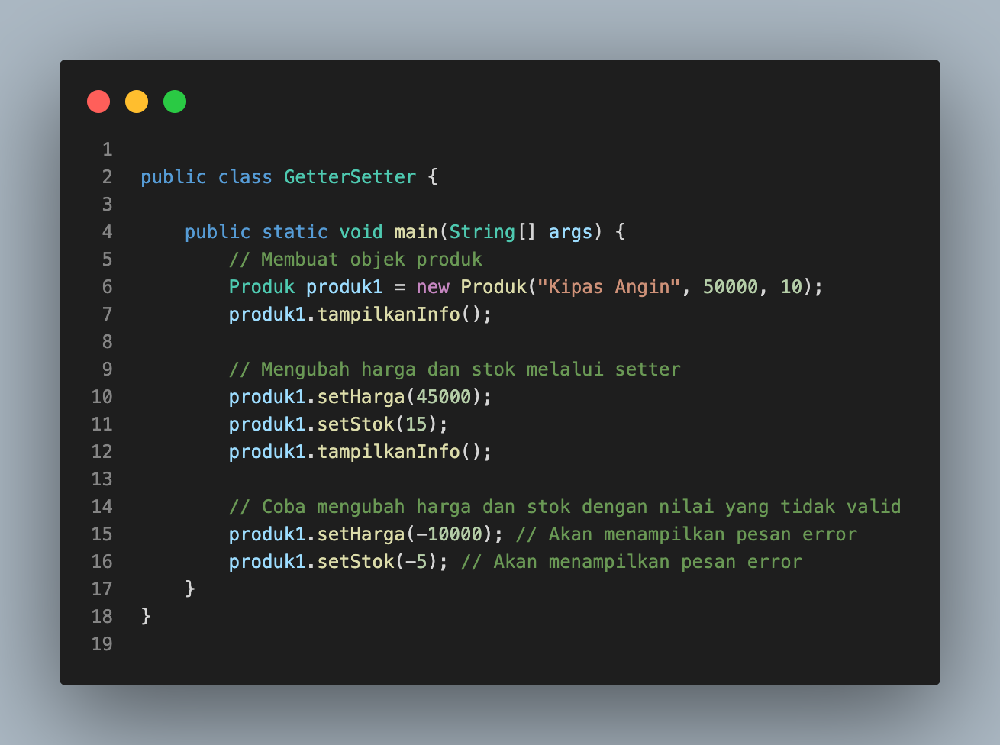 1
2 public class GetterSetter {
3
4     public static void main(String[] args) {
5         // Membuat objek produk
6         Produk produk1 = new Produk("Kipas Angin", 50000, 10);
7         produk1.tampilkanInfo();
8
9         // Mengubah harga dan stok melalui setter
10         produk1.setHarga(45000);
11         produk1.setStok(15);
12         produk1.tampilkanInfo();
13
14         // Coba mengubah harga dan stok dengan nilai yang tidak valid
15         produk1.setHarga(-10000); // Akan menampilkan pesan error
16         produk1.setStok(-5); // Akan menampilkan pesan error
17     }
18 }
19